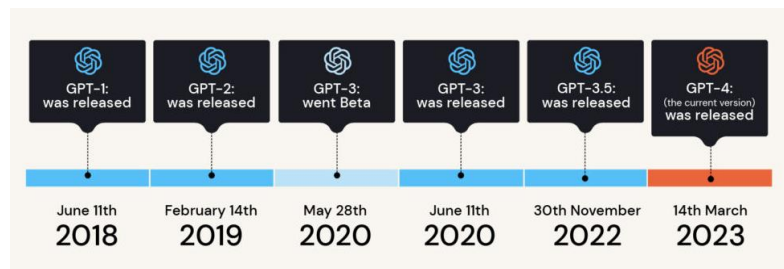 GPT-1:
was released
GPT-2:
was released
GPT-3:
went Beta
GPT-3:
was released
GPT-3.5:
was released
GPT-4:
(the current version)
was released
June 11th
2018
February 14th
2019
May 28th
2020
June 11th
2020
30th November
2022
14th March
2023